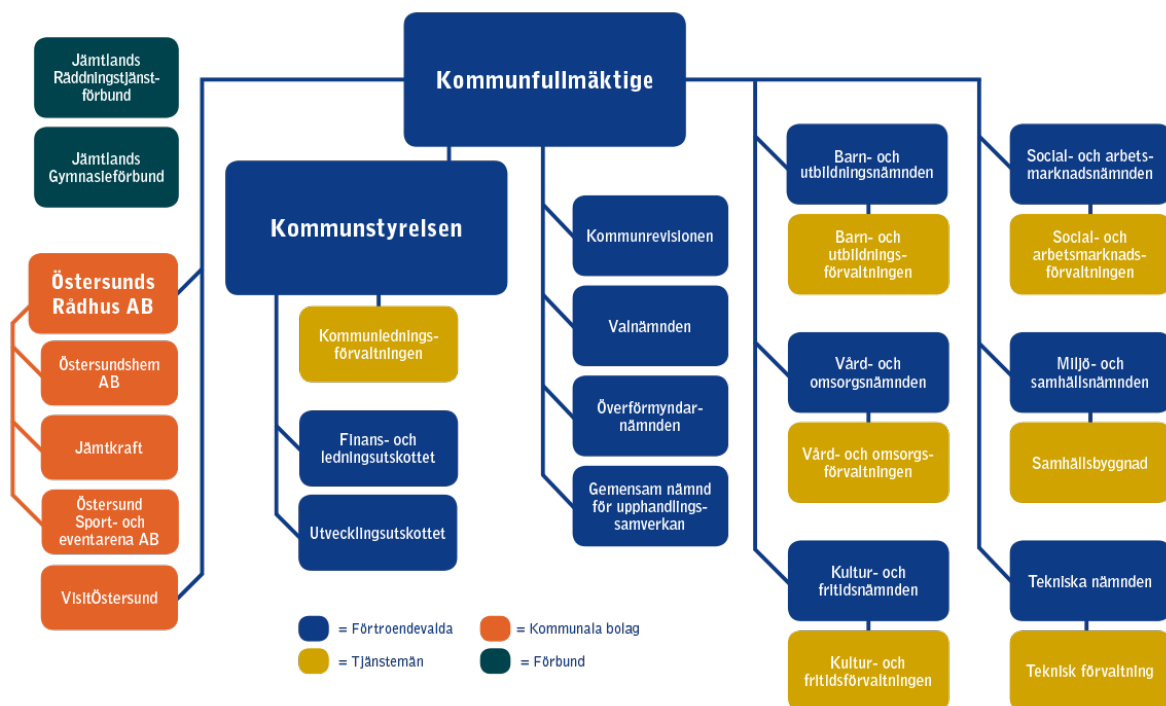 Kommunfullmäktige
Jämtlands
Räddningstjänst-
förbund
Jämtlands
Gymnasieförbund
Kommunstyrelsen
Östersunds
Rådhus AB
Östersundshem
AB
Jämtkraft
Östersund
Sport- och
eventarena AB
VisitÖstersund
Kommunlednings-
förvaltningen
Finans- och
ledningsutskottet
Utvecklingsutskottet
Kommunrevisionen
Valnämnden
Överförmyndar-
nämnden
Gemensam nämnd
för upphandlings-
samverkan
Barn- och
utbildningsnämnden
Barn- och
utbildnings-
förvaltningen
Vård- och
omsorgsnämnden
Vård- och omsorgs-
förvaltningen
Kultur- och
fritidsnämnden
Kultur- och
fritidsförvaltningen
Social- och arbets-
marknadsnämnden
Social- och
arbetsmarknads-
förvaltningen
Miljö- och
samhällsnämnden
Samhällsbyggnad
Tekniska nämnden
Teknisk förvaltning
= Förtroendevalda
= Kommunala bolag
= Tjänstemän
= Förbund